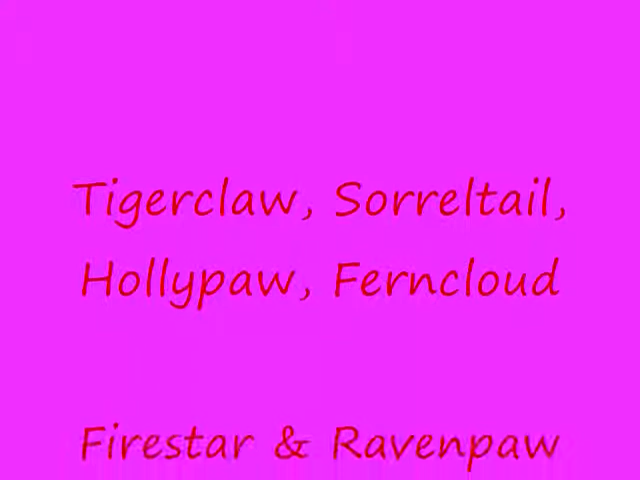 Tigerclaw, Sorreltail,
Hollypaw, Ferncloud
Firestar & Ravenpaw